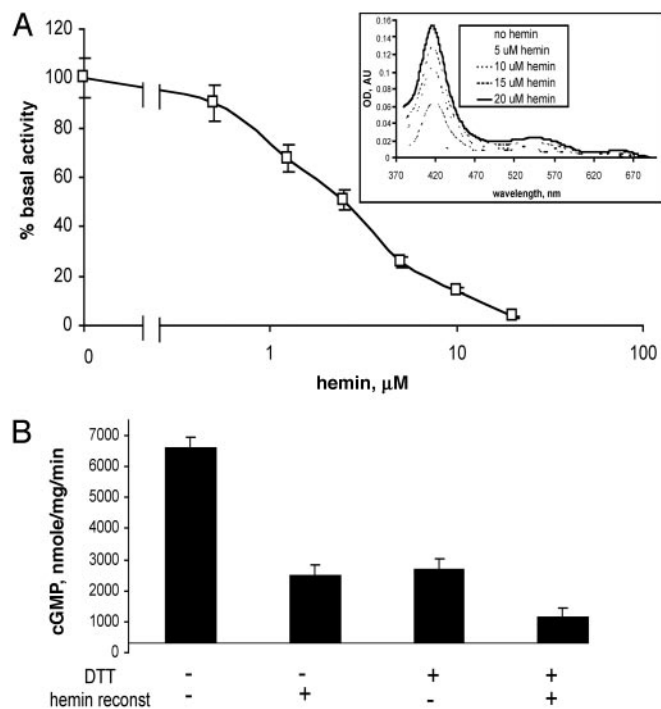 A
120
100
80
60
40
20
0
% basal activity
0
1
10
100
hemin, μM
0.16
0.14
0.12
0.1
0.08
0.06
0.04
0.02
0
OD, AU
no hemin
5 uM hemin
10 uM hemin
15 uM hemin
20 uM hemin
370 420 470 520 570 620 670
wavelength, nm
B
7000
6000
5000
4000
3000
2000
1000
0
cGMP, nmole/mg/min
DTT - - + +
hemin reconst - + - +